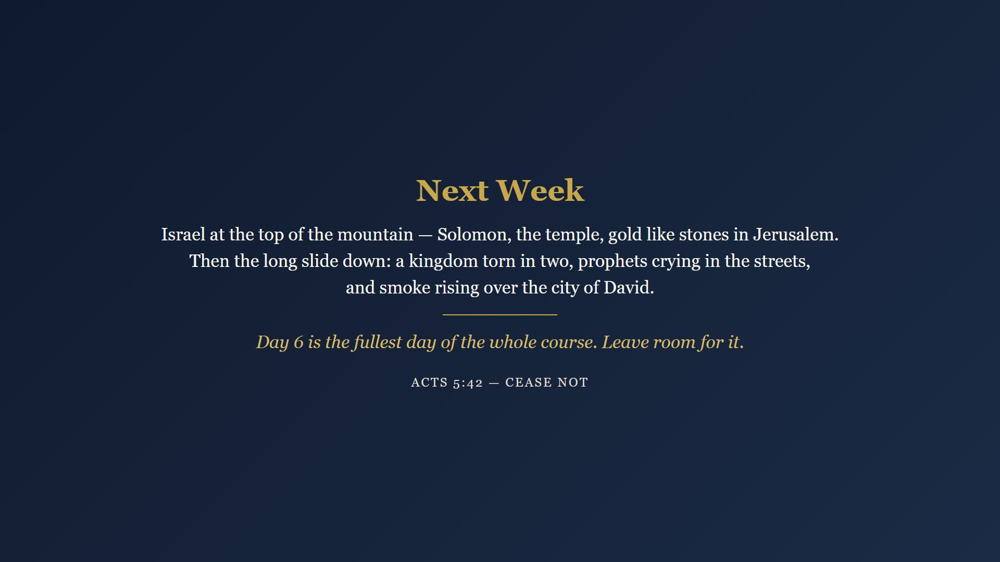 Next Week
Israel at the top of the mountain — Solomon, the temple, gold like stones in Jerusalem.
Then the long slide down: a kingdom torn in two, prophets crying in the streets,
and smoke rising over the city of David.
Day 6 is the fullest day of the whole course. Leave room for it.
ACTS 5:42 — CEASE NOT